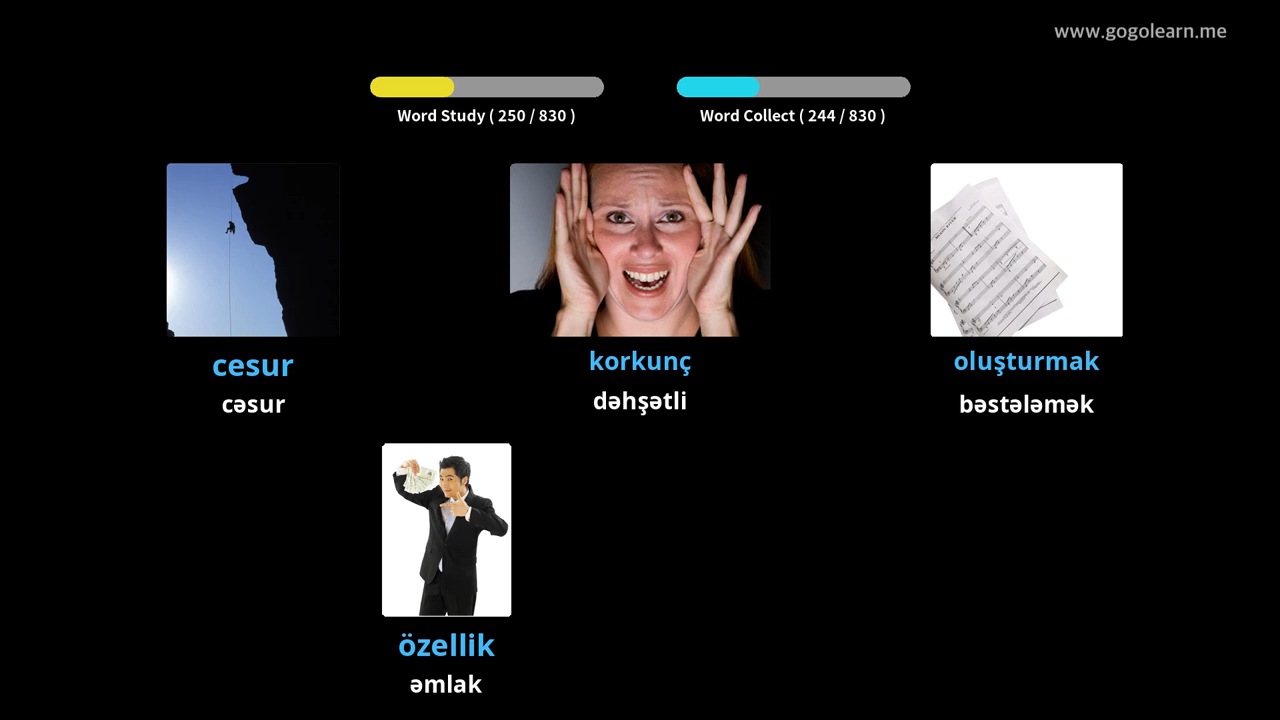 www.gogolearn.me
Word Study ( 250 / 830 )
Word Collect ( 244 / 830 )
cesur
cəsur
korkunç
dəhşətli
oluşturmak
bəstələmək
özellik
əmlak